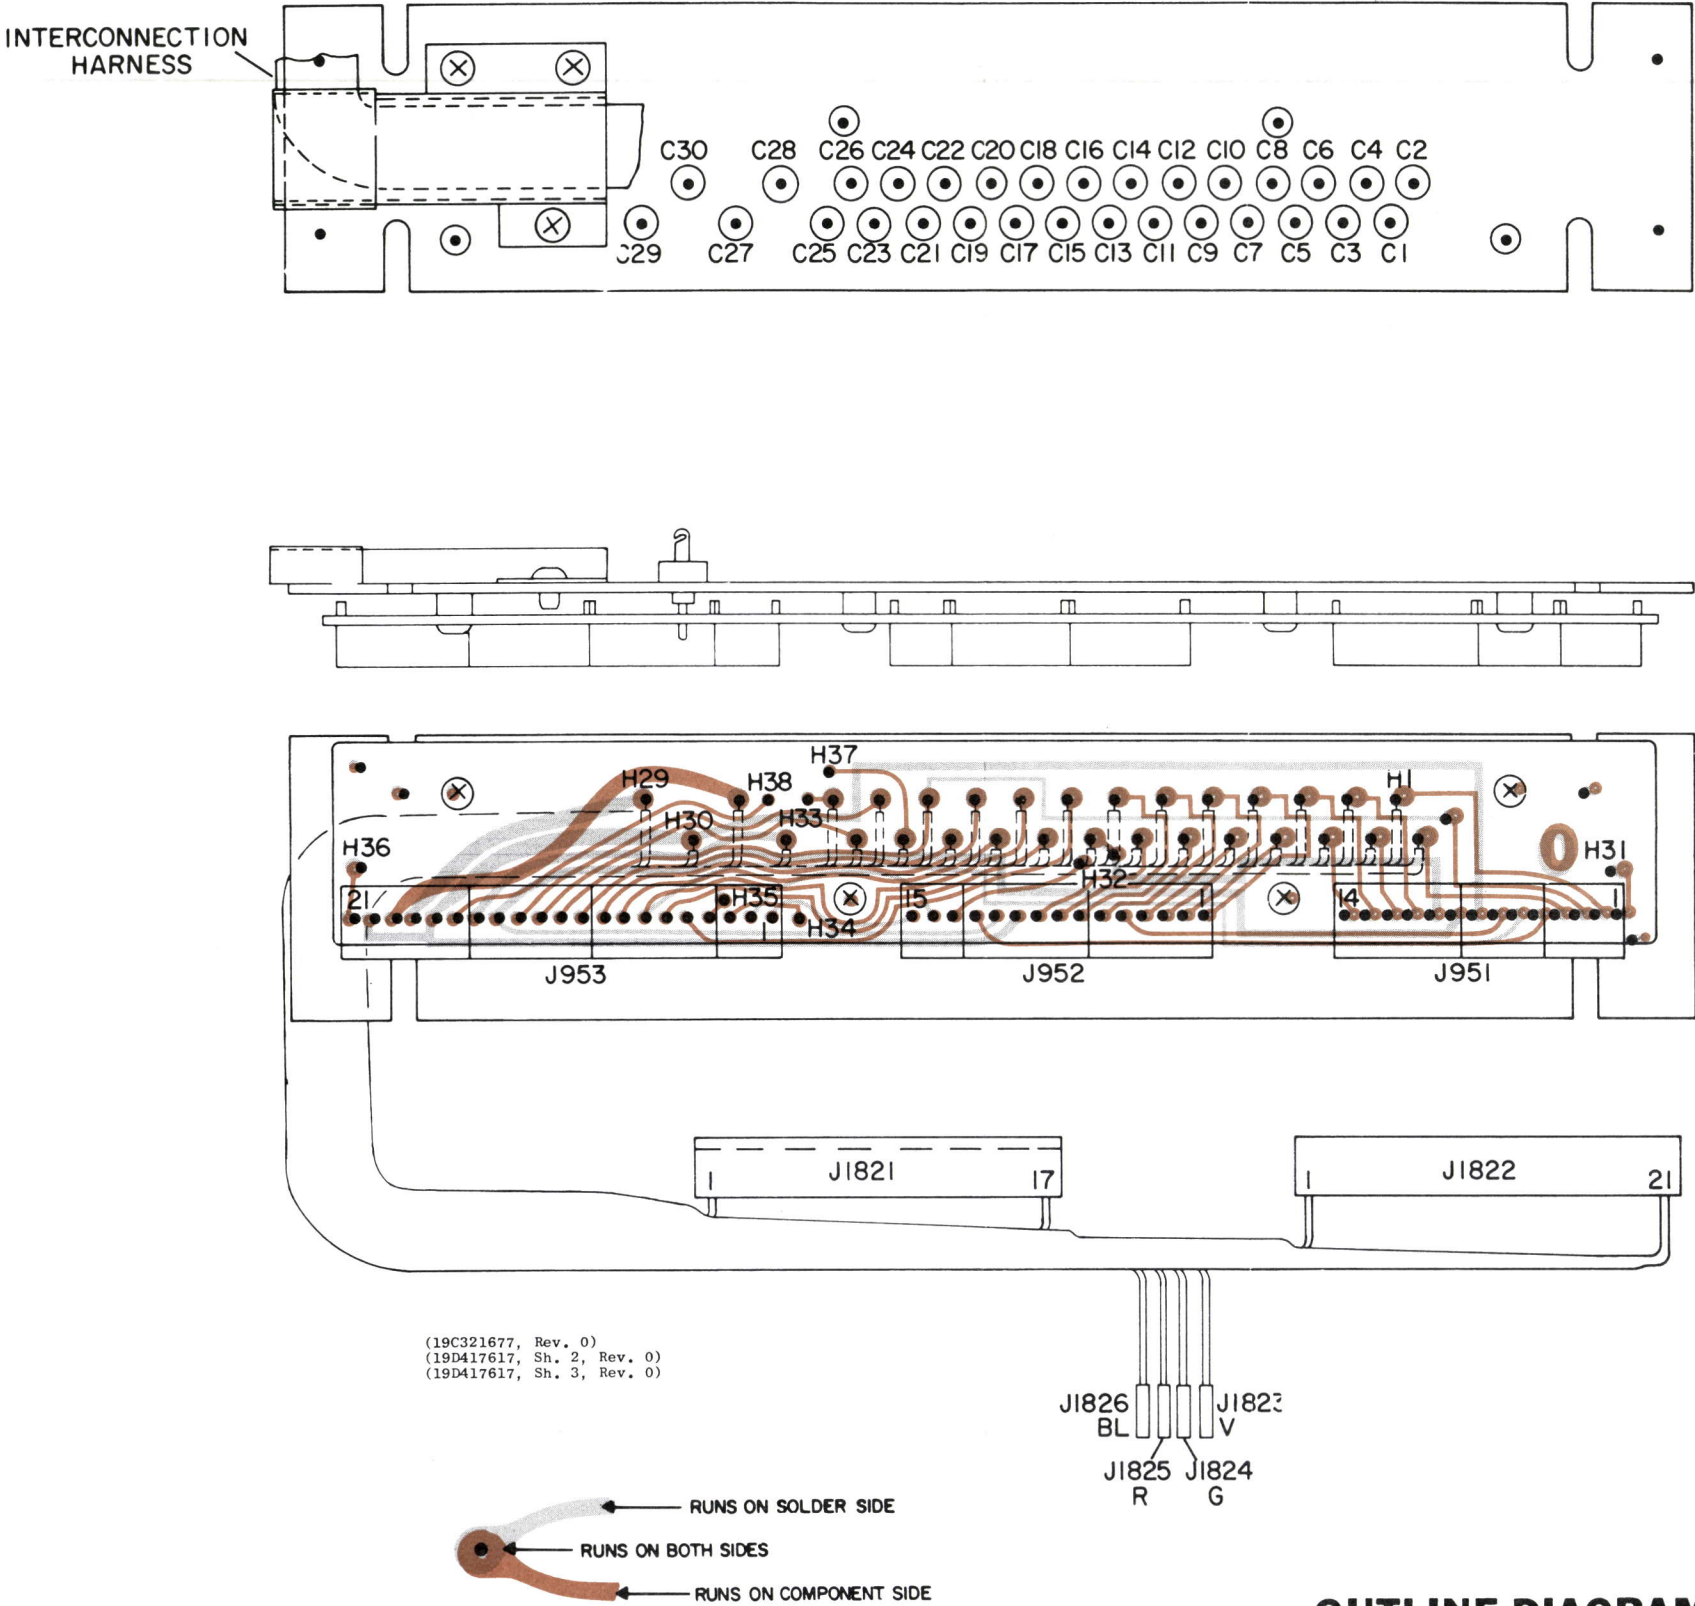 INTERCONNECTION
HARNESS
C30 C28 C26 C24 C22 C20 C18 C16 C14 C12 C10 C8 C6 C4 C2
C29 C27 C25 C23 C21 C19 C17 C15 C13 C11 C9 C7 C5 C3 C1
H37
H29 H38 H1
H30 H33
H36 0 H31
H32
21 H35 15 1 14 1
1 H34
J953 J952 J951
1 J1821 17 1 J1822 21
(19C321677, Rev. 0)
(19D417617, Sh. 2, Rev. 0)
(19D417617, Sh. 3, Rev. 0)
J1826 J1823
BL V
J1825 J1824
R G
RUNS ON SOLDER SIDE
RUNS ON BOTH SIDES
RUNS ON COMPONENT SIDE
OUTLINE DIAGRAM